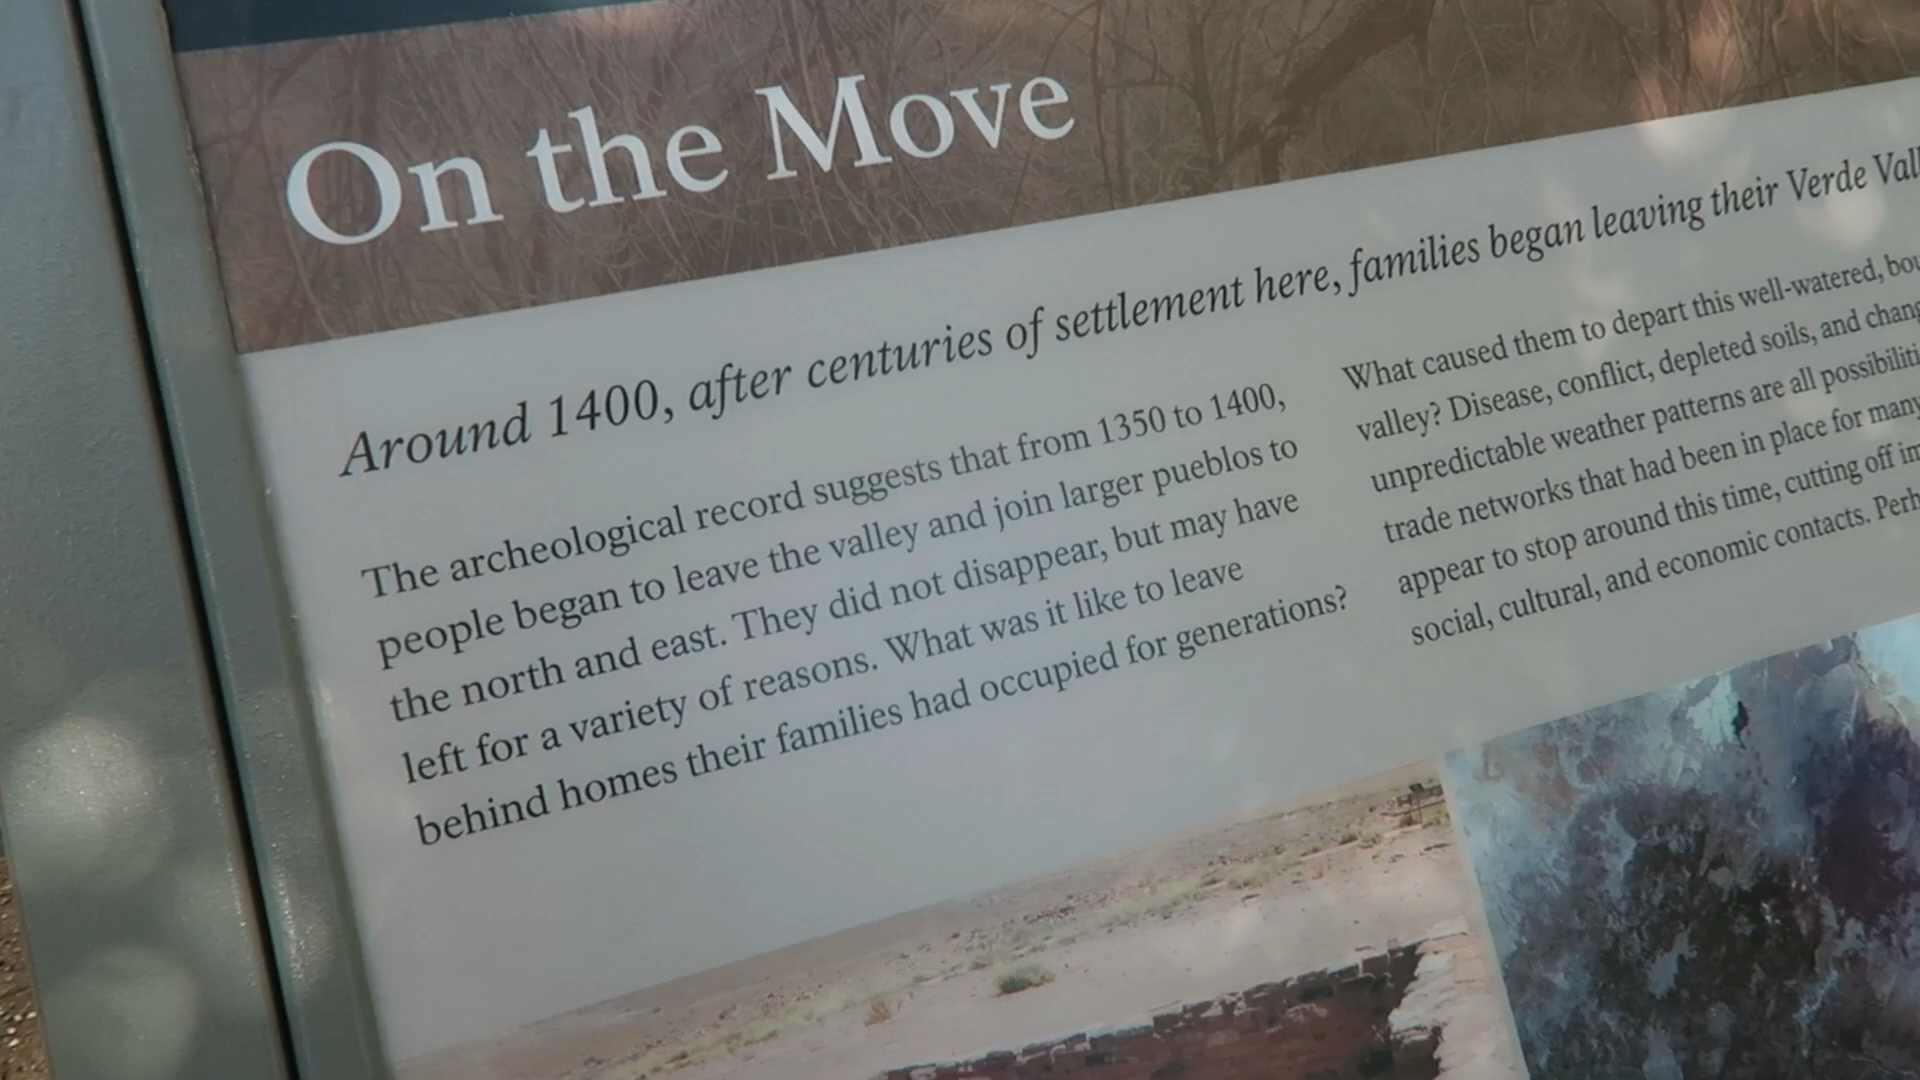 On the Move
Around 1400, after centuries of settlement here, families began leaving their Verde
The archeological record suggests that from 1350 to 1400,
people began to leave the valley and join larger pueblos to
the north and east. They did not disappear, but may have
left for a variety of reasons. What was it like to leave
behind homes their families had occupied for generations?
What caused them to depart this well-watered,
valley? Disease, conflict, depleted soils, and
unpredictable weather patterns are all
trade networks that had been in place for many
appear to stop around this time, cutting off
social, cultural, and economic contacts.